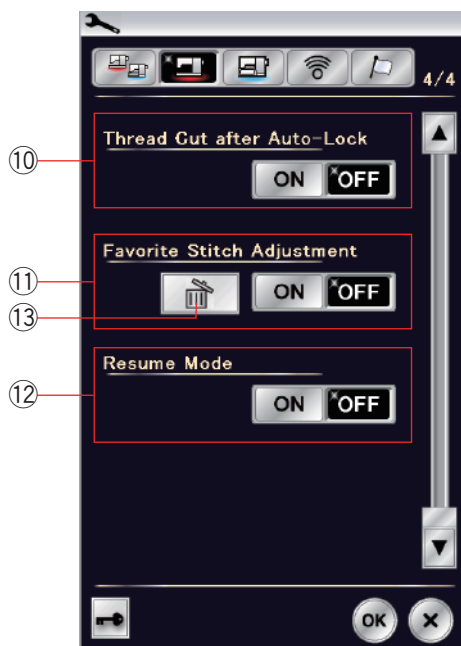 4/4
⑩
Thread Cut after Auto-Lock
ON OFF
⑪
Favorite Stitch Adjustment
ON OFF
⑬
⑫
Resume Mode
ON OFF
OK X